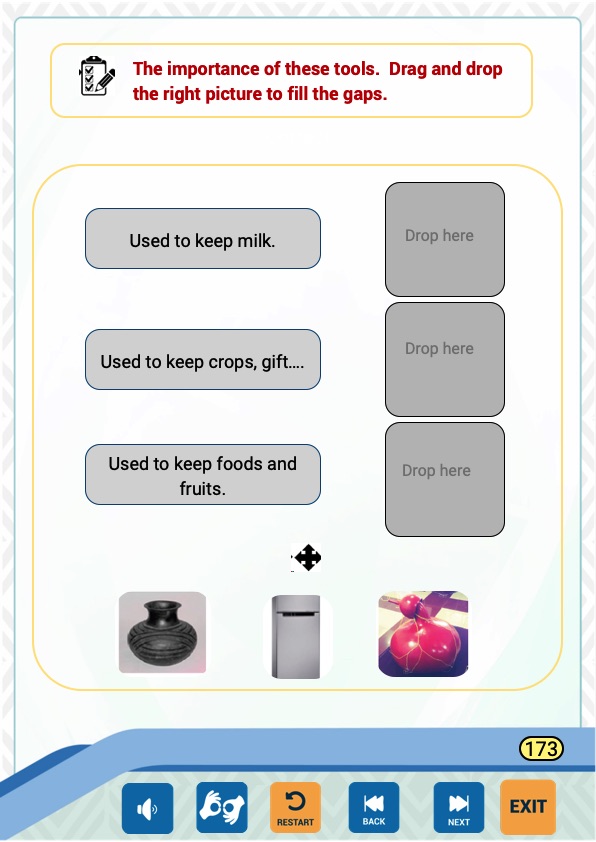 The importance of these tools.  Drag and drop
the right picture to fill the gaps.
Used to keep milk.
Drop here
Used to keep crops, gift....
Drop here
Used to keep foods and
fruits.
Drop here
173
RESTART
BACK
NEXT
EXIT